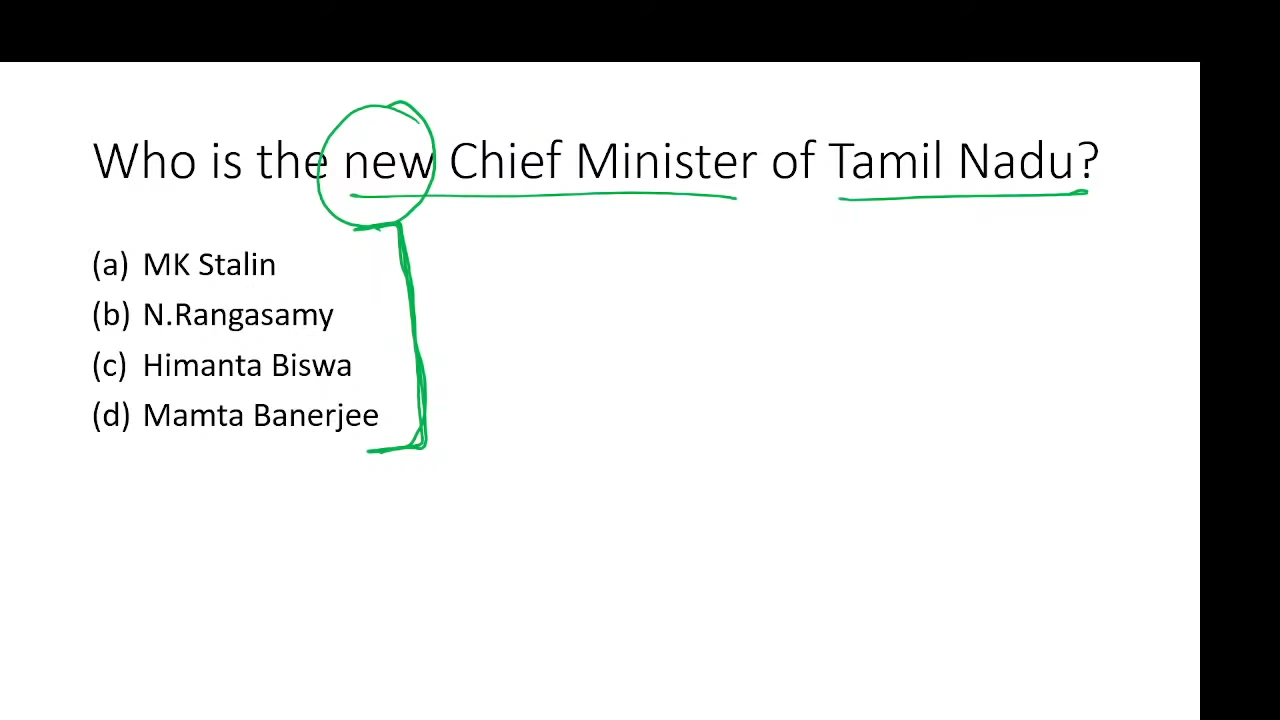 Who is the new Chief Minister of Tamil Nadu?
(a) MK Stalin
(b) N.Rangasamy
(c) Himanta Biswa
(d) Mamta Banerjee